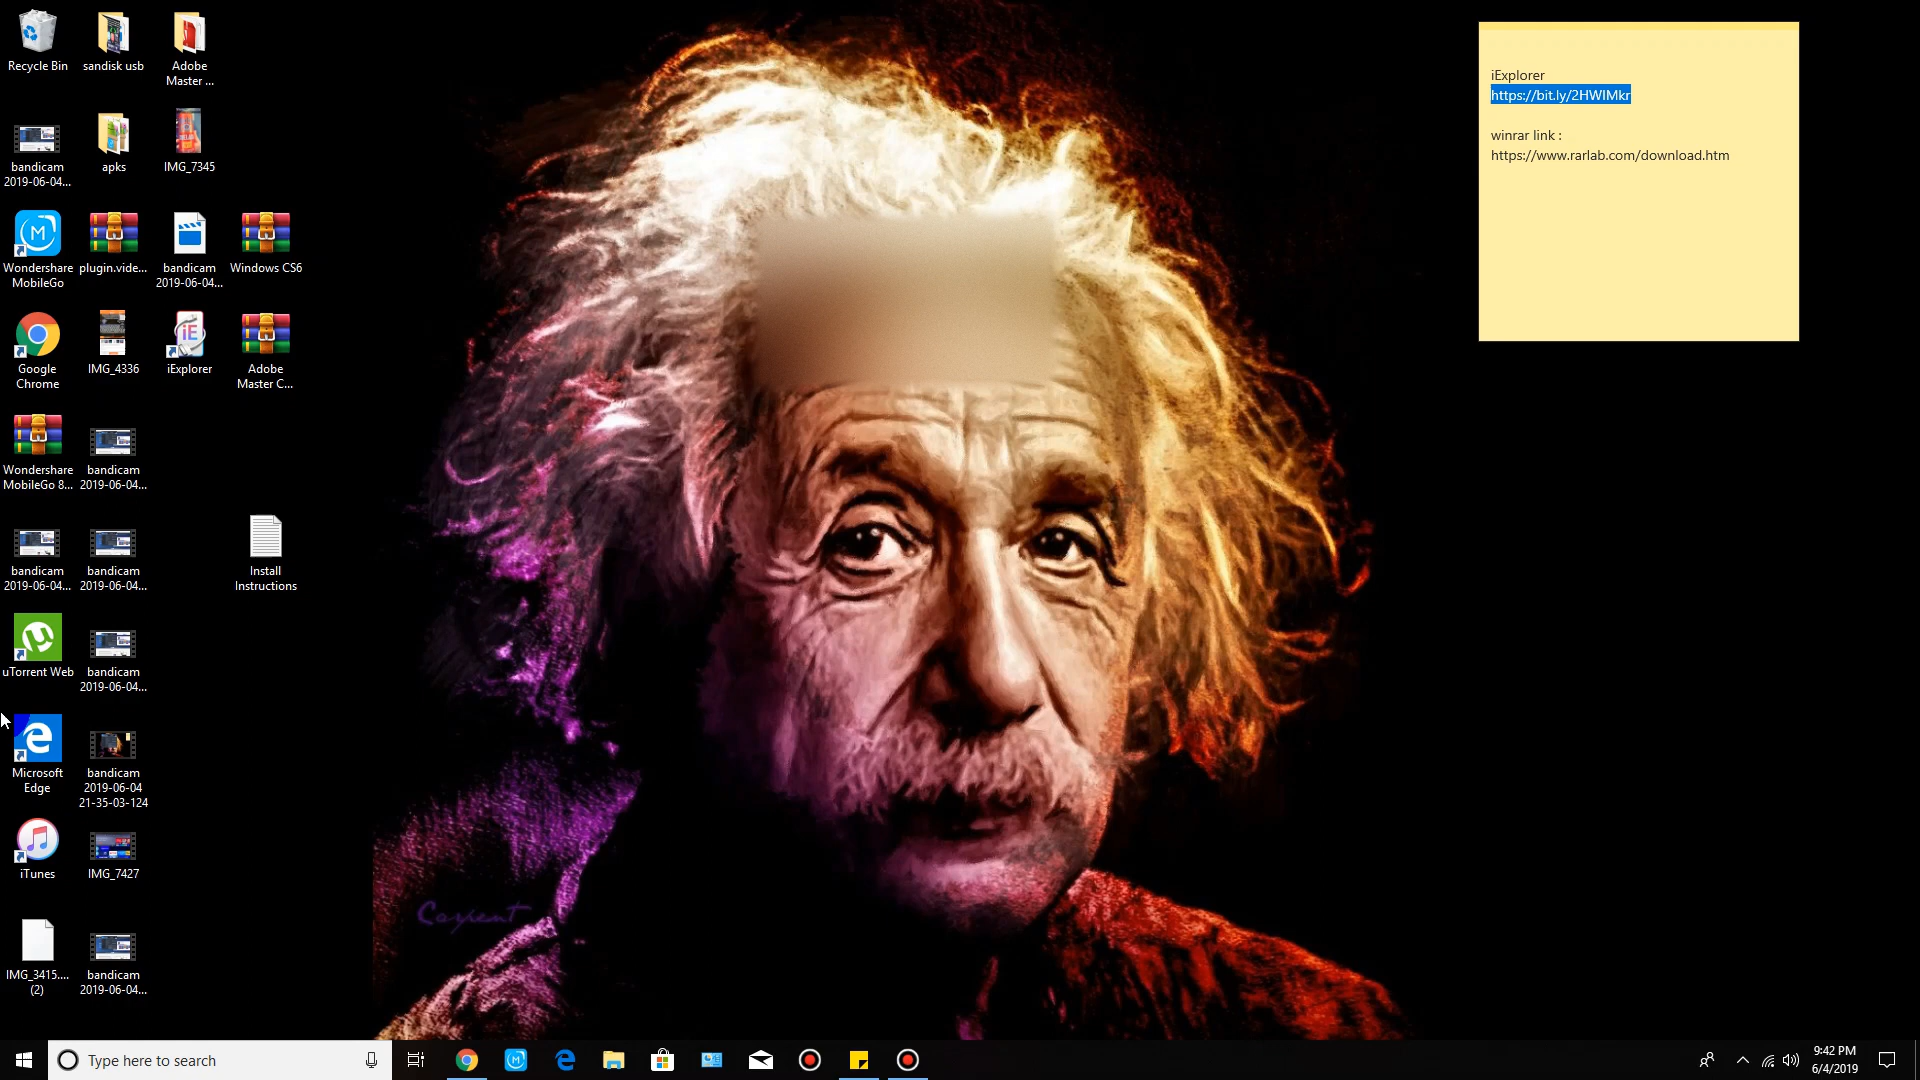 Recycle Bin
sandisk usb
Adobe
Master ...
bandicam
2019-06-04...
apks
IMG_7345
Wondershare
MobileGo
plugin.vide...
bandicam
2019-06-04...
Windows CS6
Google
Chrome
IMG_4336
iExplorer
Adobe
Master C...
Wondershare
MobileGo 8...
bandicam
2019-06-04...
bandicam
2019-06-04...
bandicam
2019-06-04...
Install
Instructions
uTorrent Web
bandicam
2019-06-04...
Microsoft
Edge
bandicam
2019-06-04
21-35-03-124
iTunes
IMG_7427
IMG_3415....
(2)
bandicam
2019-06-04...
iExplorer
https://bit.ly/2HWIMkr
winrar link :
https://www.rarlab.com/download.htm
Type here to search
9:42 PM
6/4/2019